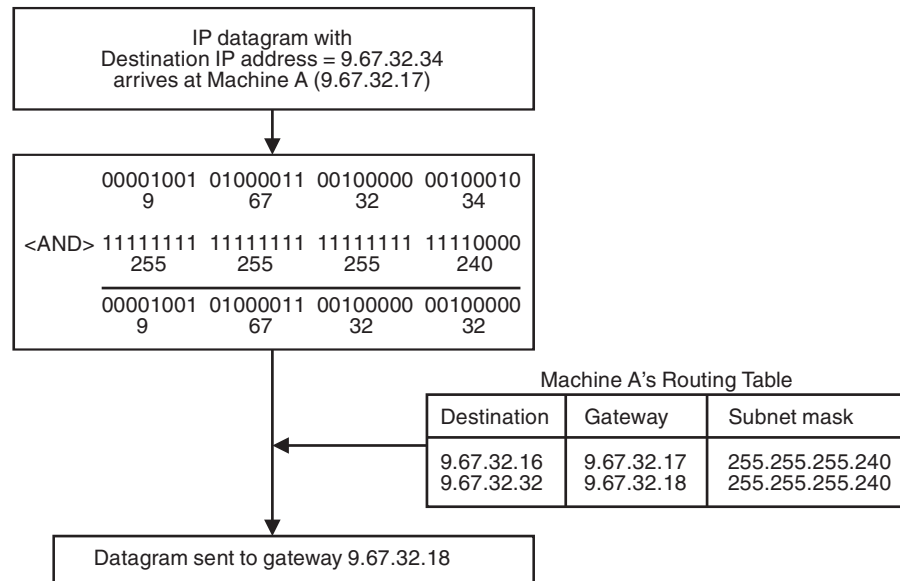 IP datagram with
Destination IP address = 9.67.32.34
arrives at Machine A (9.67.32.17)
00001001 01000011 00100000 00100010
9 67 32 34
<AND> 11111111 11111111 11111111 11110000
255 255 255 240
00001001 01000011 00100000 00100000
9 67 32 32
Machine A's Routing Table
Destination Gateway Subnet mask
9.67.32.16 9.67.32.17 255.255.255.240
9.67.32.32 9.67.32.18 255.255.255.240
Datagram sent to gateway 9.67.32.18